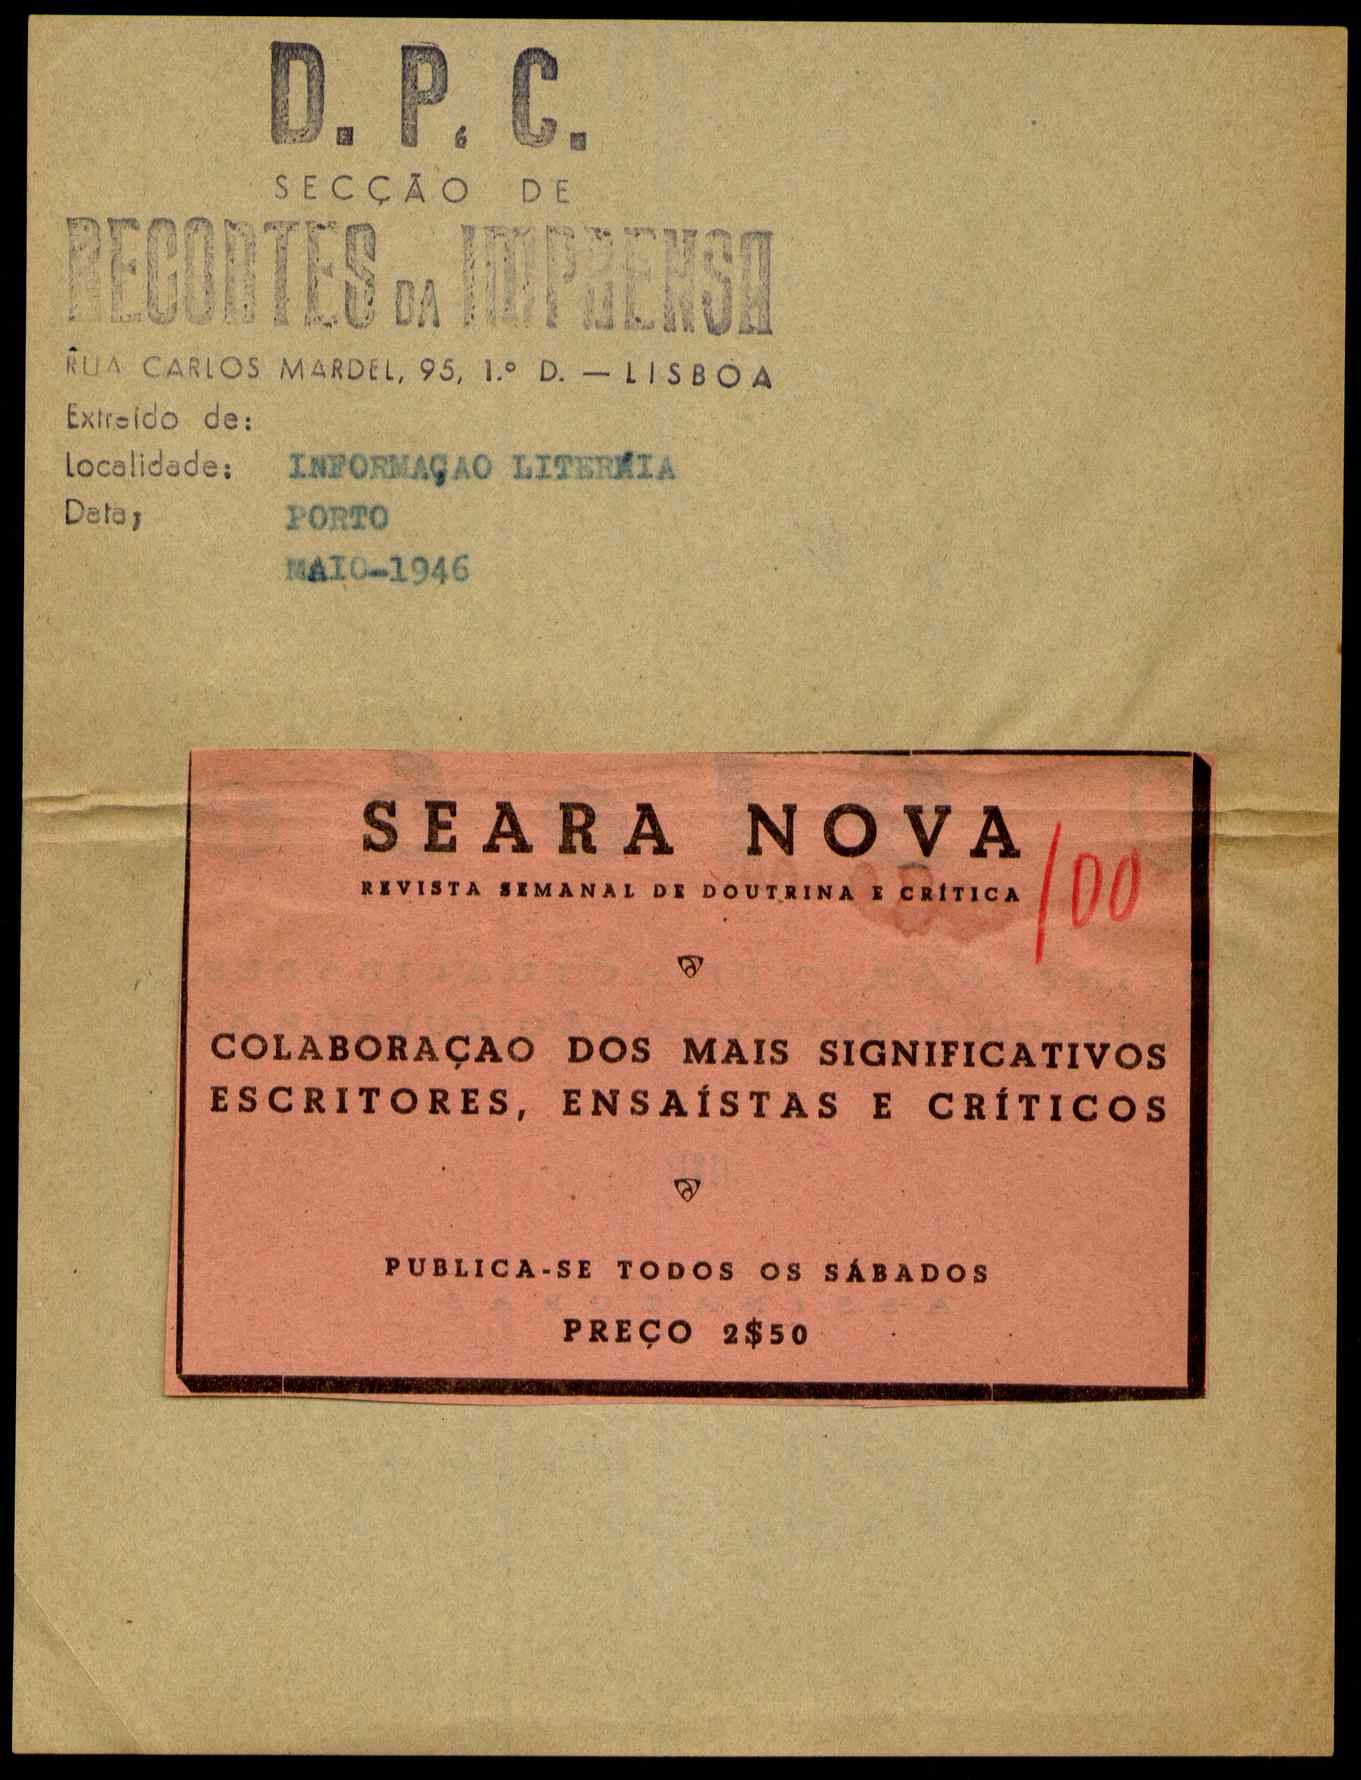 D. P. C.
SECÇÃO DE
RECORTES DA IMPRENSA
RUA CARLOS MARDEL, 95, 1.º D. — LISBOA
Extraído de:
Localidade: INFORMAÇAO LITERÁIA
Data; PORTO
MAIO-1946
SEARA NOVA
REVISTA SEMANAL DE DOUTRINA E CRÍTICA
/00
COLABORAÇAO DOS MAIS SIGNIFICATIVOS
ESCRITORES, ENSAÍSTAS E CRÍTICOS
PUBLICA-SE TODOS OS SÁBADOS
PREÇO 2$50